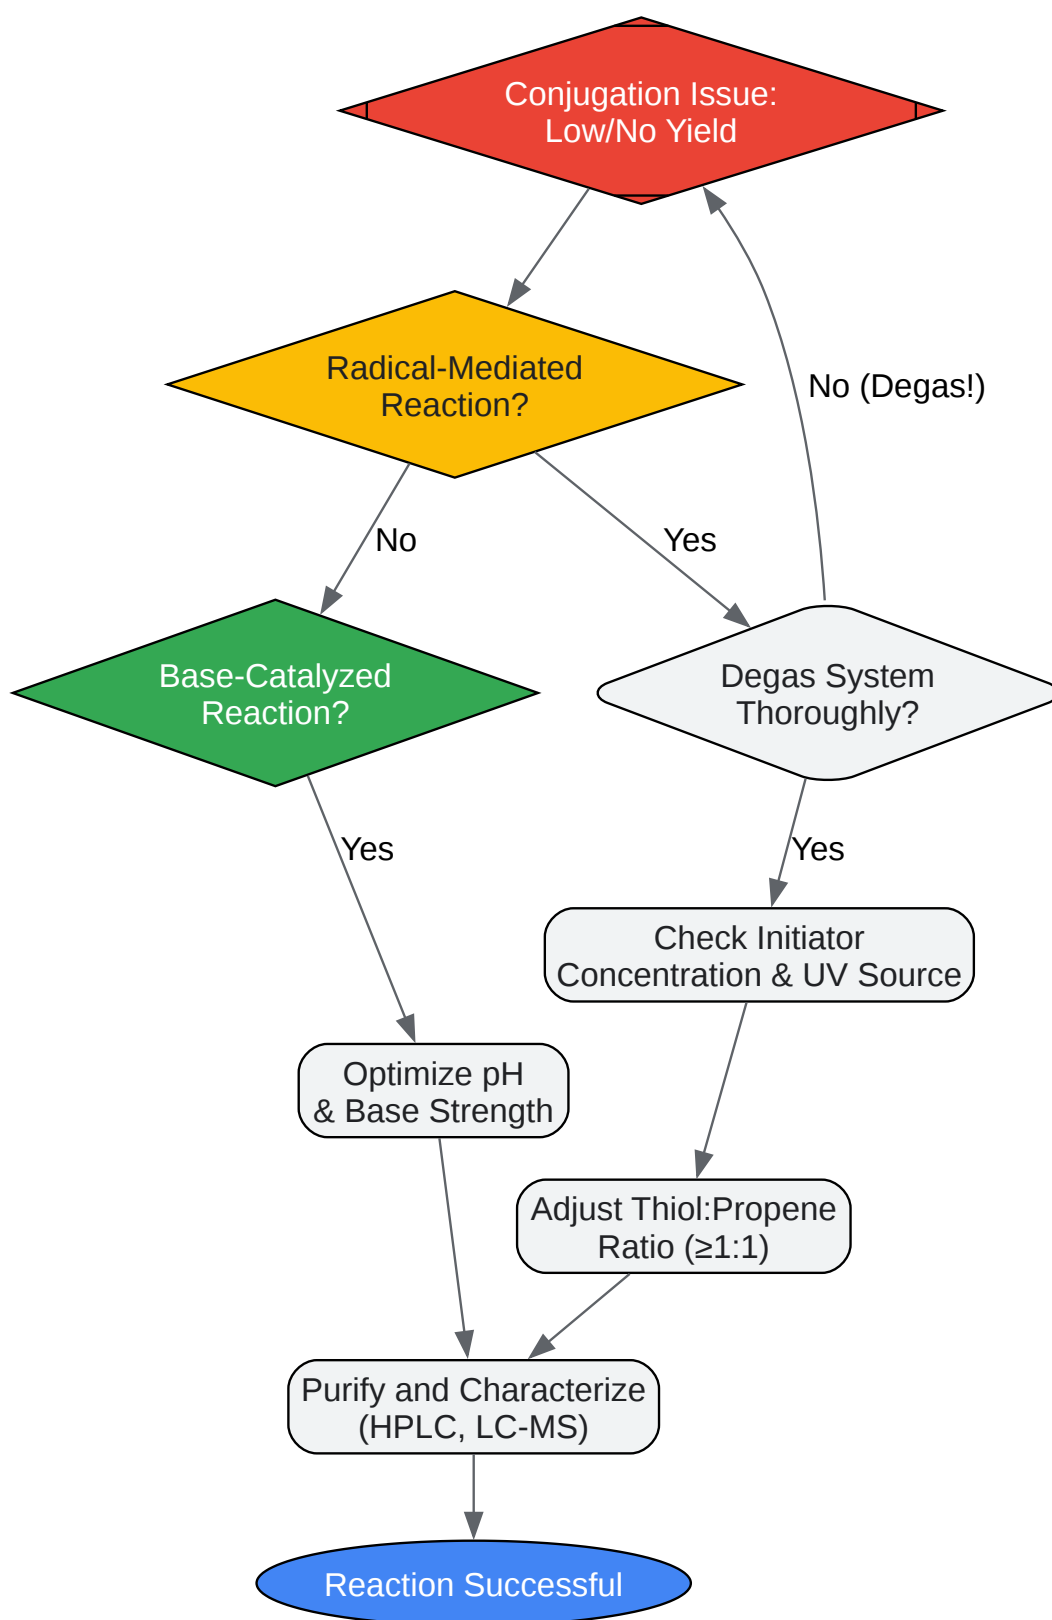 Conjugation Issue:
Low/No Yield
Radical-Mediated
Reaction?
No (Degas!)
No
Yes
Base-Catalyzed
Reaction?
Degas System
Thoroughly?
Yes
Yes
Check Initiator
Concentration & UV Source
Optimize pH
& Base Strength
Adjust Thiol:Propene
Ratio (≥1:1)
Purify and Characterize
(HPLC, LC-MS)
Reaction Successful